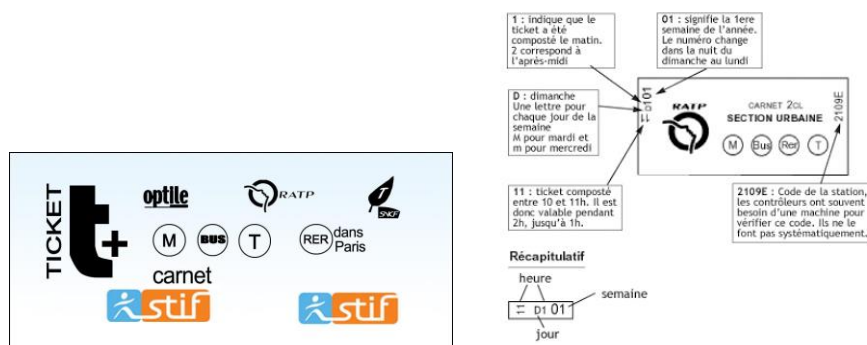 TICKET
t+
optile
RATP
T
SNCF
M
BUS
T
RER
dans
Paris
carnet
stif
stif
1 : indique que le
ticket a été
composté le matin.
2 correspond à
l'après-midi
01 : signifie la 1ere
semaine de l'année.
Le numéro change
dans la nuit du
dimanche au lundi
D : dimanche
Une lettre pour
chaque jour de la
semaine
M pour mardi et
m pour mercredi
11 D101
RATP
CARNET 2CL
SECTION URBAINE
M Bus Rer T
2109E
11 : ticket composté
entre 10 et 11h. Il est
donc valable pendant
2h, jusqu'à 1h.
2109E : Code de la station,
les contrôleurs ont souvent
besoin d'une machine pour
vérifier ce code. Ils ne le
font pas systématiquement.
Récapitulatif
heure
semaine
11 D1 01
jour